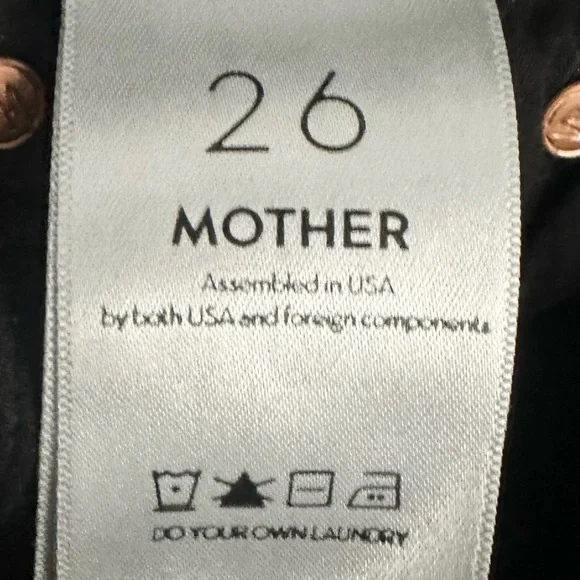 26
MOTHER
Assembled in USA
by both USA and foreign components
DO YOUR OWN LAUNDRY